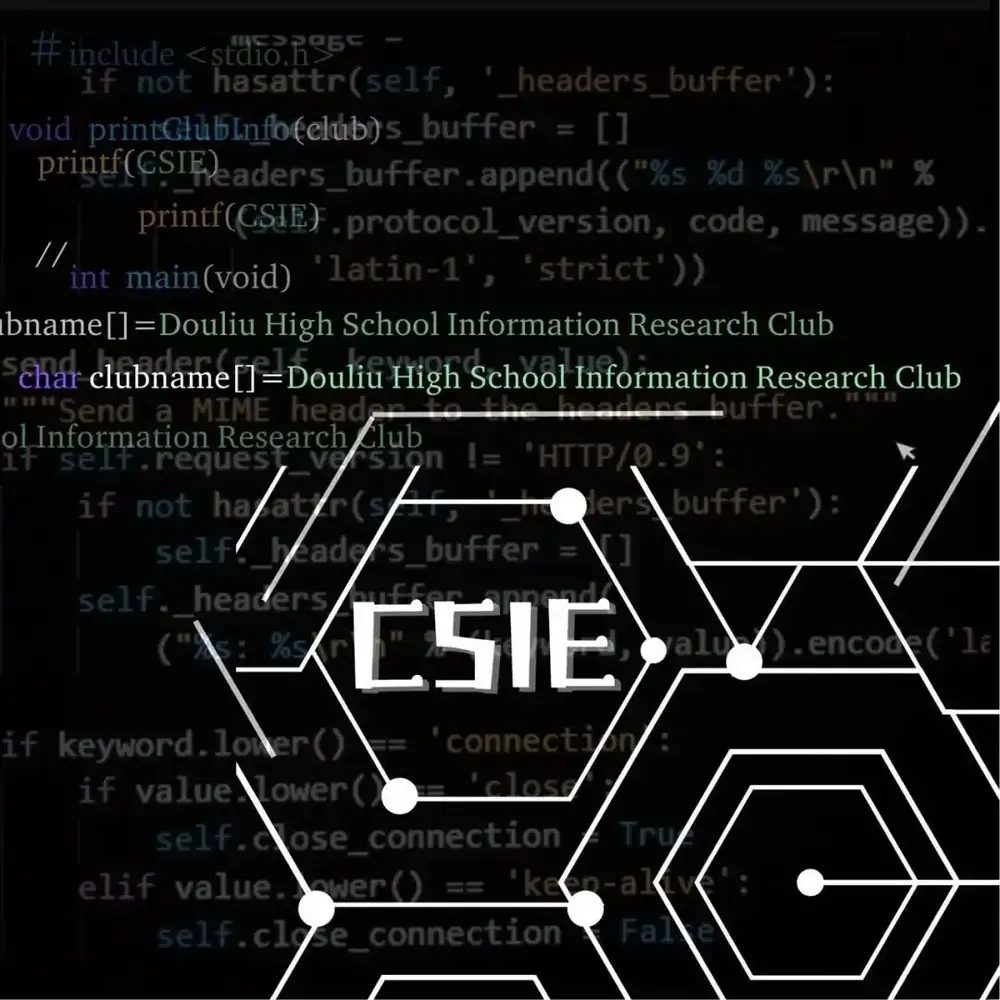 message =
#include <stdio.h>
if not hasattr(self, '_headers_buffer'):
void printClubInfo(club)
s_buffer = []
printf(CSIE)
self._headers_buffer.append(("%s %d %s\r\n" %
printf(CSIE)
.protocol_version, code, message)).
//
int main(void)
'latin-1', 'strict'))
ubname[]=Douliu High School Information Research Club
send_header(self, keyword, value):
char clubname[]=Douliu High School Information Research Club
"""Send a MIME header to the headers buffer."""
ol Information Research Club
if self.request_version != 'HTTP/0.9':
if not hasattr(self, '_headers_buffer'):
self._headers_buffer = []
self._headers_buffer.append(
CSIE
("%s: %s\r\n" % (keyword, value)).encode('la
if keyword.lower() == 'connection':
if value.lower() == 'close':
self.close_connection = True
elif value.lower() == 'keep-alive':
self.close_connection = False